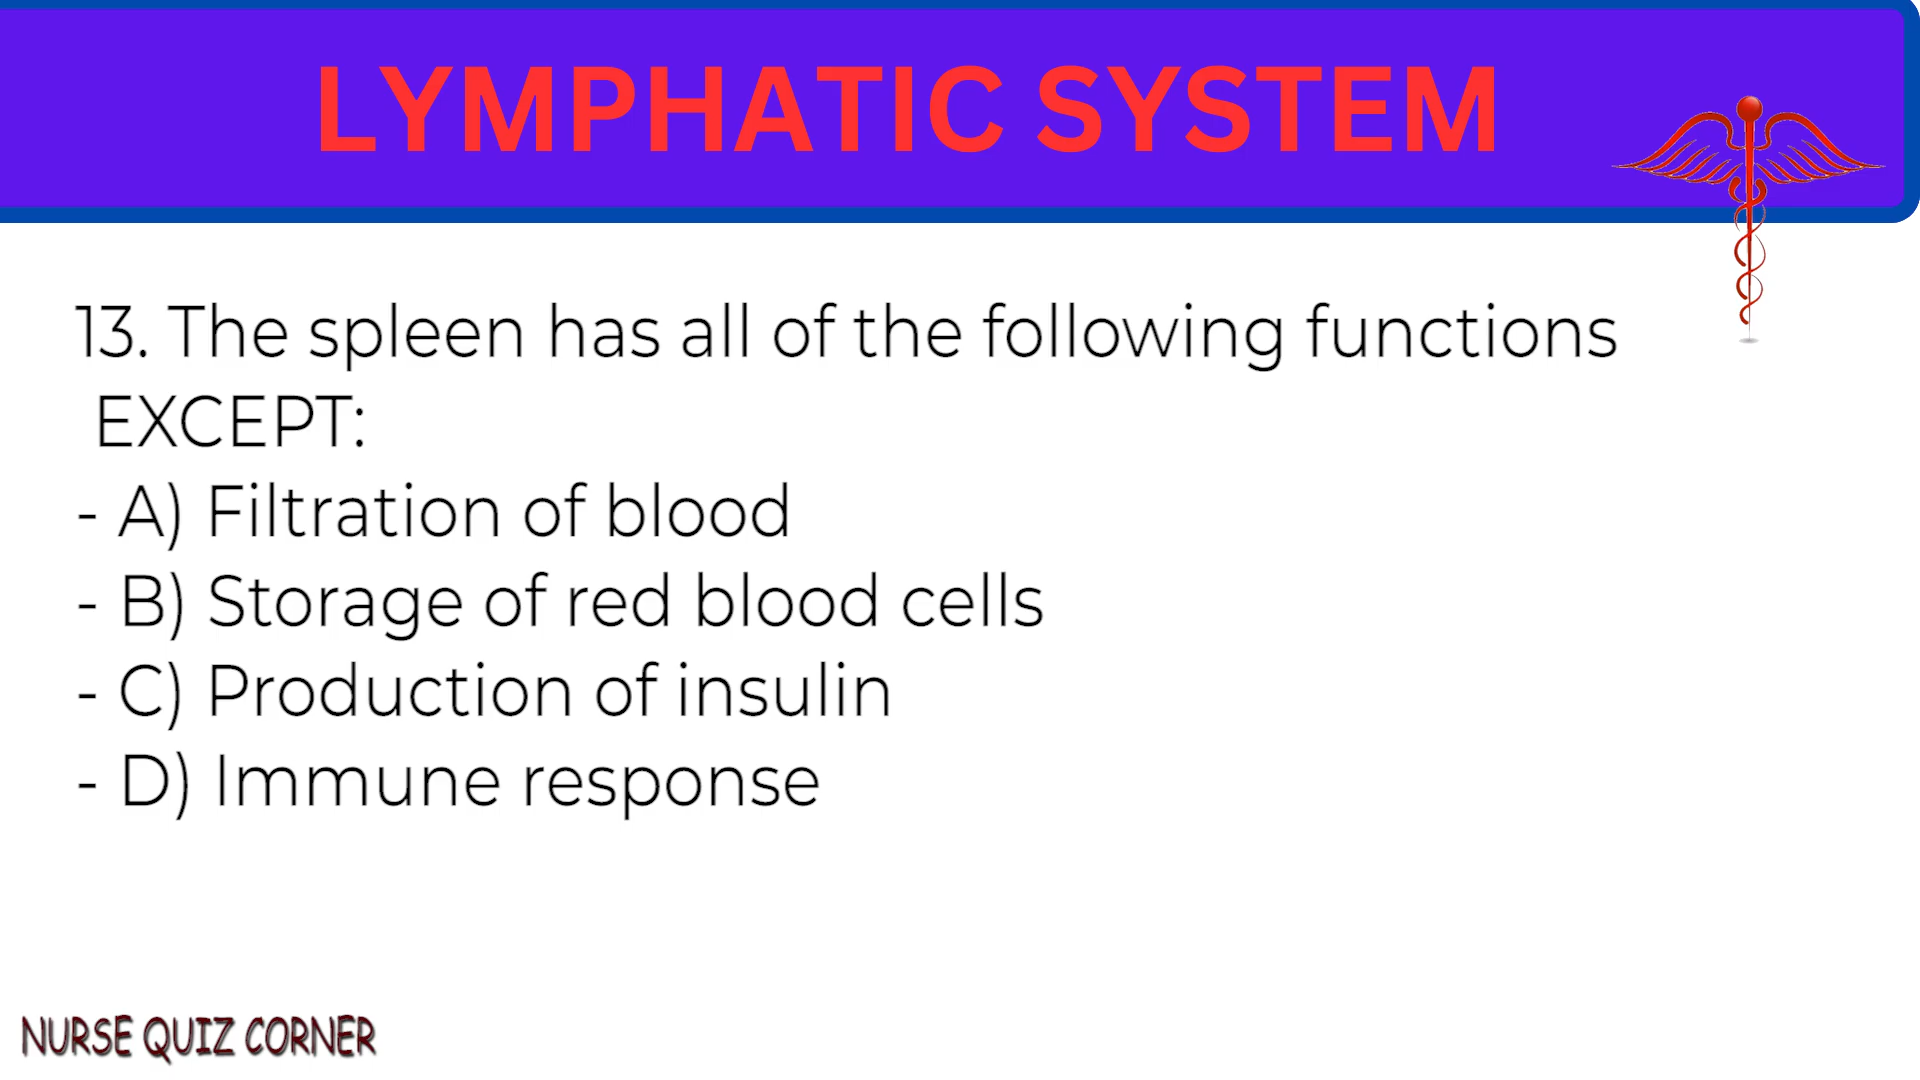 LYMPHATIC SYSTEM
13. The spleen has all of the following functions
EXCEPT:
- A) Filtration of blood
- B) Storage of red blood cells
- C) Production of insulin
- D) Immune response
NURSE QUIZ CORNER